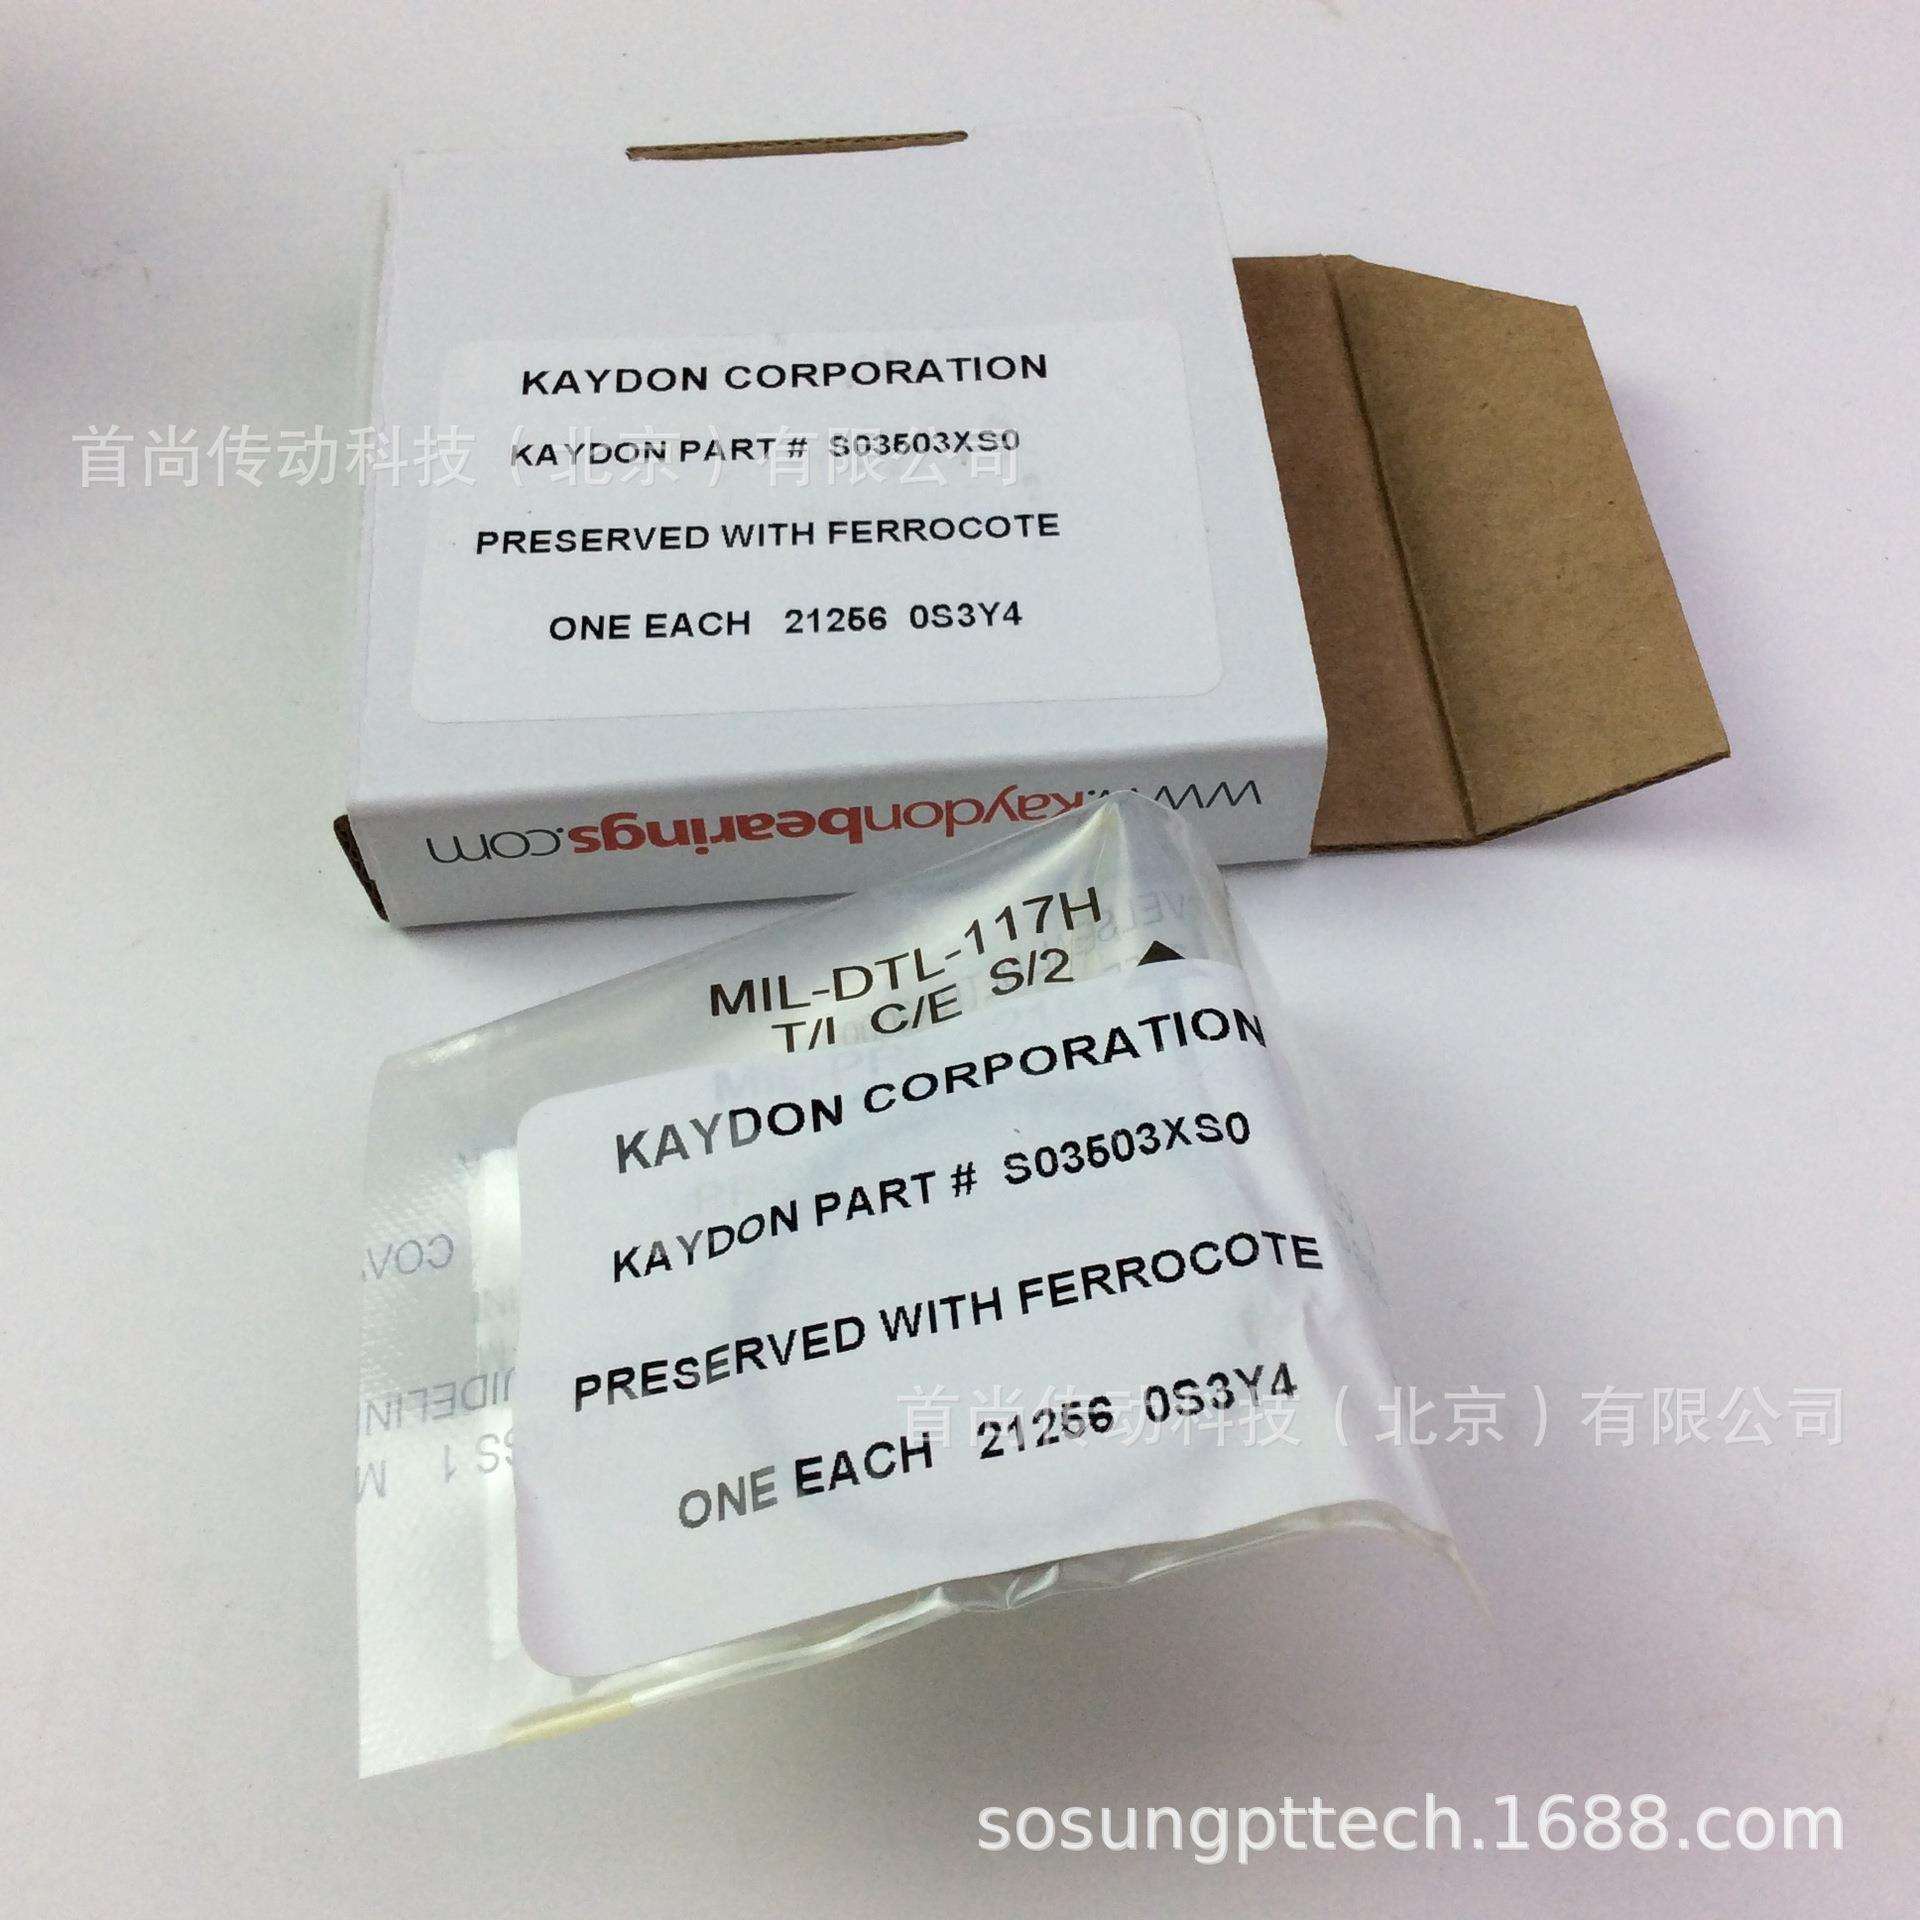 KAYDON CORPORATION
KAYDON PART # S03503XS0
首尚传动科技（北京）有限公司
PRESERVED WITH FERROCOTE
ONE EACH 21256 0S3Y4
www.kaydonbearings.com
MIL-DTL-117H
T/I C/E S/2
KAYDON CORPORATION
KAYDON PART # S03503XS0
PRESERVED WITH FERROCOTE
首尚传动科技（北京）有限公司
ONE EACH 21256 0S3Y4
sosungpttech.1688.com